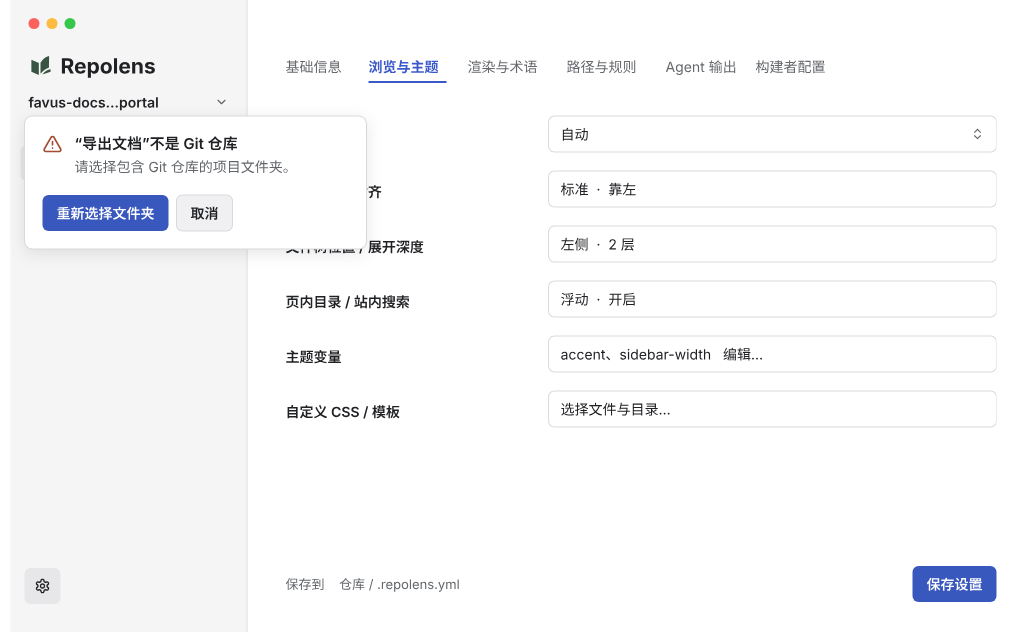 Repolens
favus-docs...portal
“导出文档”不是 Git 仓库
请选择包含 Git 仓库的项目文件夹。
重新选择文件夹
取消
基础信息
浏览与主题
渲染与术语
路径与规则
Agent 输出
构建者配置
自动
齐
标准 · 靠左
/ 展开深度
左侧 · 2 层
页内目录 / 站内搜索
浮动 · 开启
主题变量
accent、sidebar-width 编辑...
自定义 CSS / 模板
选择文件与目录...
保存到 仓库 / .repolens.yml
保存设置